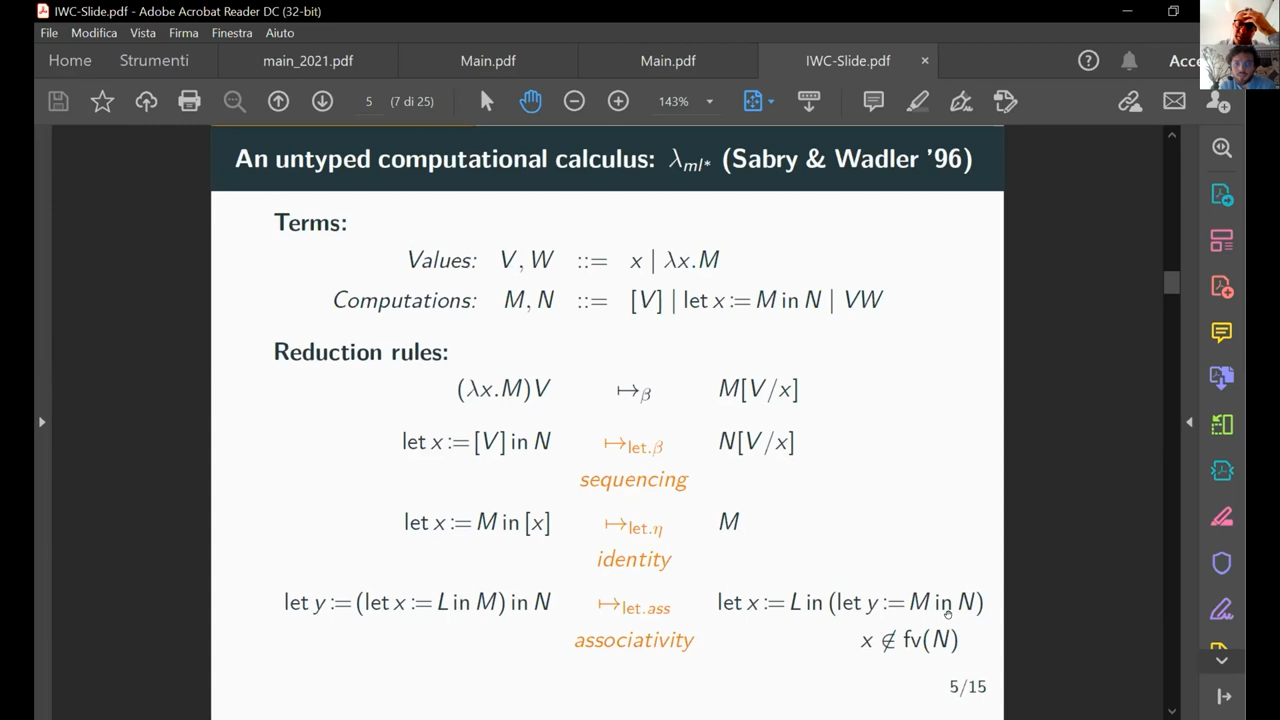 IWC-Slide.pdf - Adobe Acrobat Reader DC (32-bit)
File Modifica Vista Firma Finestra Aiuto
Home Strumenti main_2021.pdf Main.pdf Main.pdf IWC-Slide.pdf × Acce
5 (7 di 25) 143%
An untyped computational calculus: λml* (Sabry & Wadler '96)
Terms:
Values: V, W ::= x | λx.M
Computations: M, N ::= [V] | let x := M in N | VW
Reduction rules:
(λx.M)V ↦β M[V/x]
let x := [V] in N ↦let.β N[V/x]
sequencing
let x := M in [x] ↦let.η M
identity
let y := (let x := L in M) in N ↦let.ass let x := L in (let y := M in N)
associativity x ∉ fv(N)
5/15